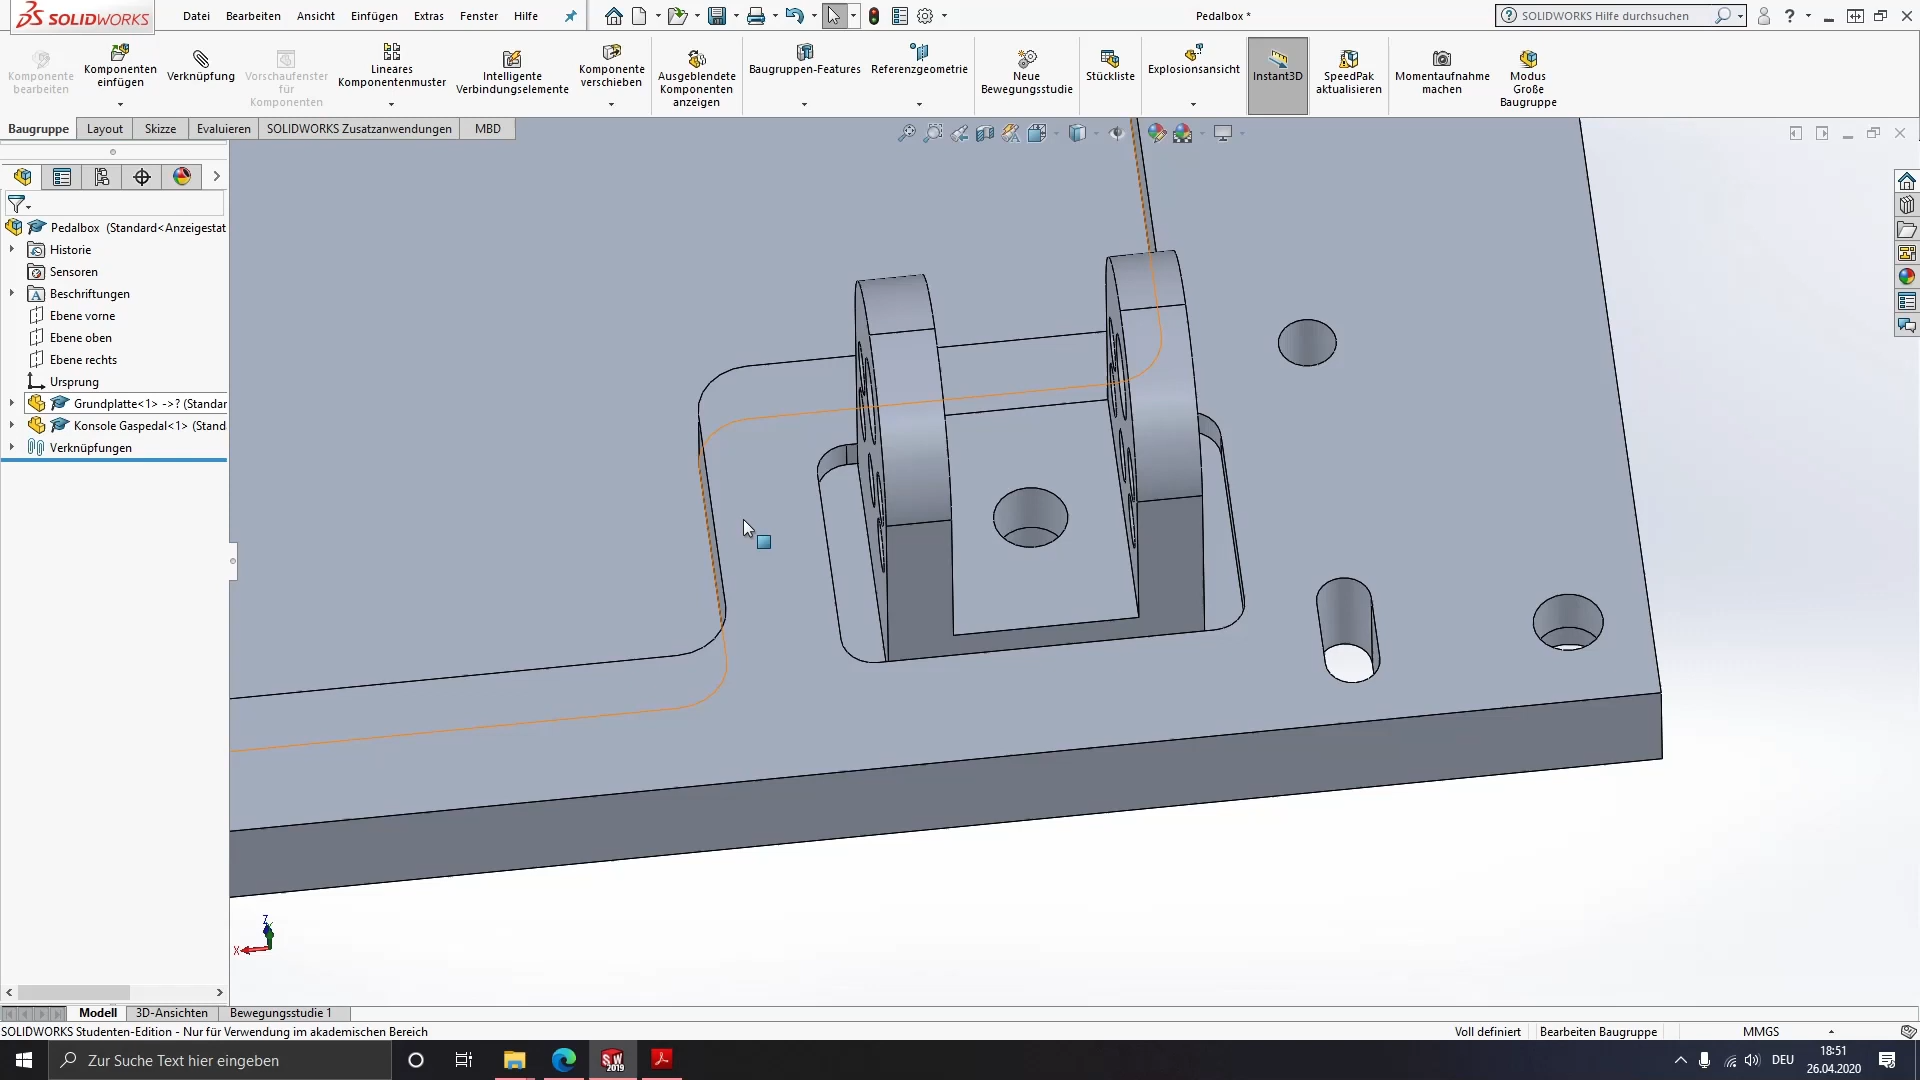 SOLIDWORKS
Datei
Bearbeiten
Ansicht
Einfügen
Extras
Fenster
Hilfe
Pedalbox *
SOLIDWORKS Hilfe durchsuchen
Komponente
bearbeiten
Komponenten
einfügen
Verknüpfung
Vorschaufenster
für
Komponenten
Lineares
Komponentenmuster
Intelligente
Verbindungselemente
Komponente
verschieben
Ausgeblendete
Komponenten
anzeigen
Baugruppen-Features
Referenzgeometrie
Neue
Bewegungsstudie
Stückliste
Explosionsansicht
Instant3D
SpeedPak
aktualisieren
Momentaufnahme
machen
Modus
Große
Baugruppe
Baugruppe
Layout
Skizze
Evaluieren
SOLIDWORKS Zusatzanwendungen
MBD
Pedalbox (Standard<Anzeigestat
Historie
Sensoren
Beschriftungen
Ebene vorne
Ebene oben
Ebene rechts
Ursprung
Grundplatte<1> ->? (Standar
Konsole Gaspedal<1> (Stand
Verknüpfungen
Z
X
Modell
3D-Ansichten
Bewegungsstudie 1
SOLIDWORKS Studenten-Edition - Nur für Verwendung im akademischen Bereich
Voll definiert
Bearbeiten Baugruppe
MMGS
Zur Suche Text hier eingeben
SW
2019
DEU
18:51
26.04.2020